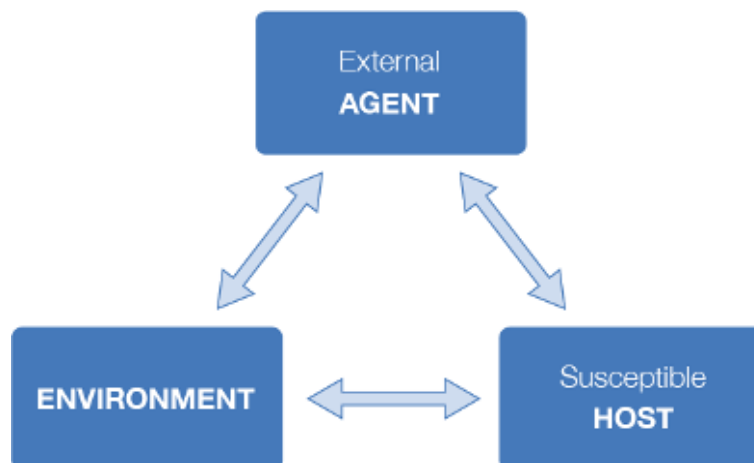 External
AGENT
ENVIRONMENT
Susceptible
HOST